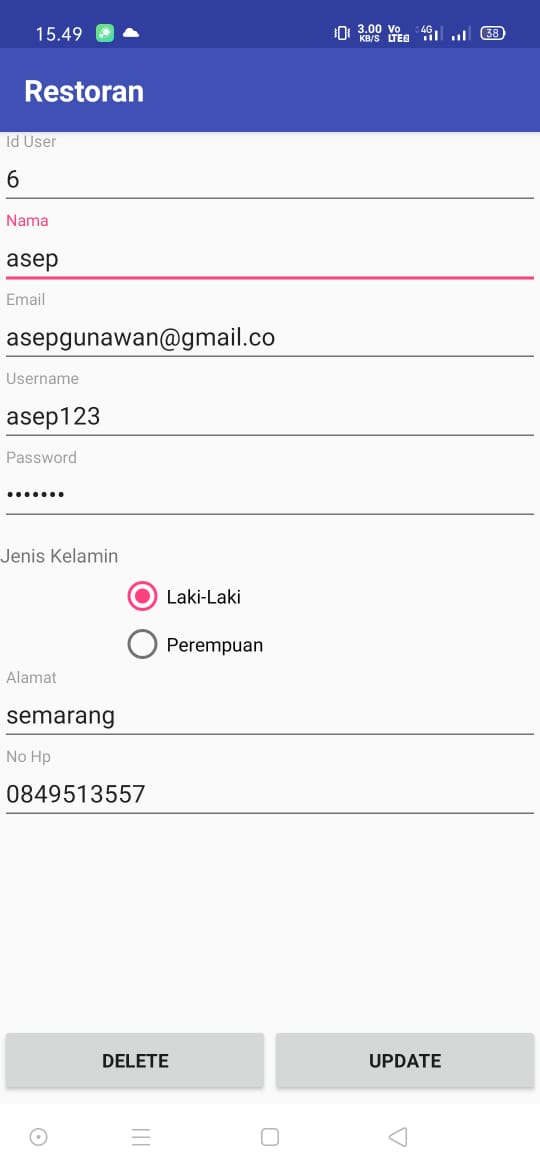 15.49 3.00 KB/S Vo LTE2 4G 38
Restoran
Id User
6
Nama
asep
Email
asepgunawan@gmail.co
Username
asep123
Password
•••••••
Jenis Kelamin
Laki-Laki
Perempuan
Alamat
semarang
No Hp
0849513557
DELETE UPDATE